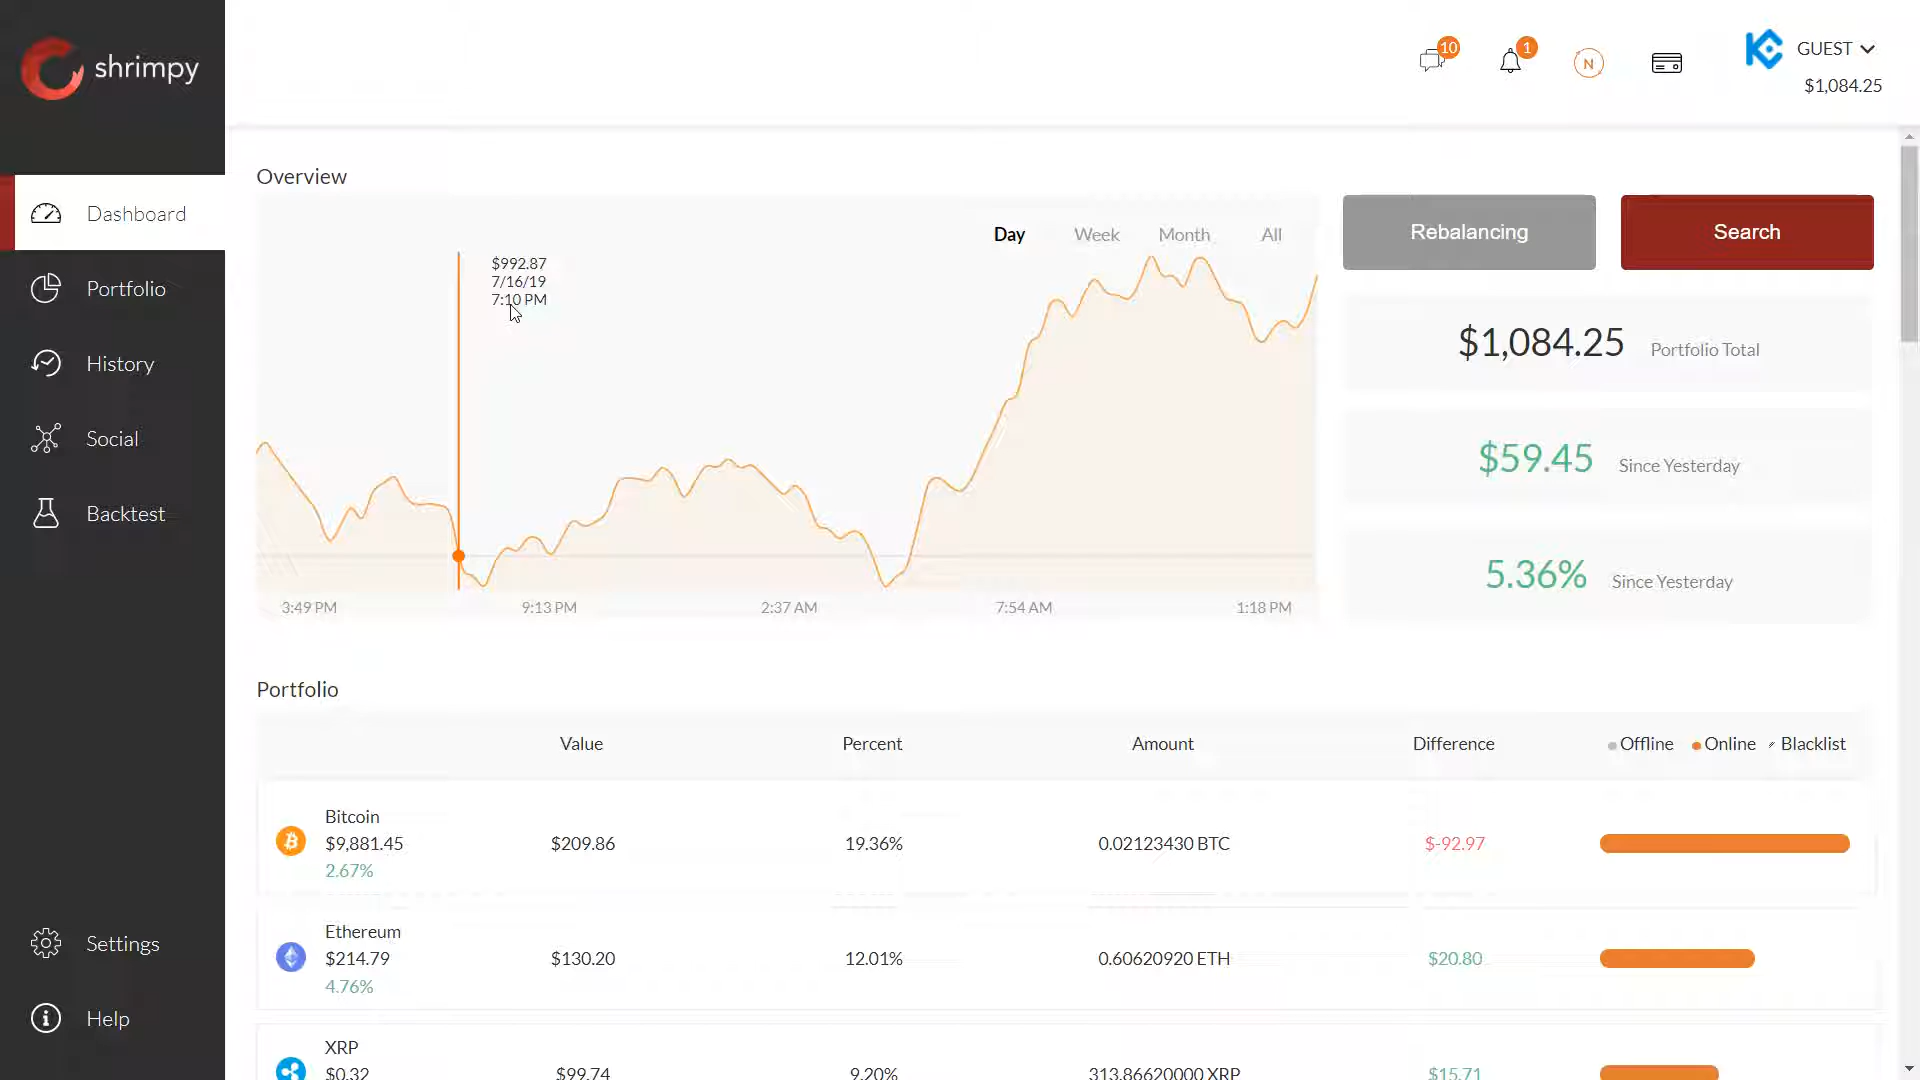 shrimpy
10
1
N
GUEST
$1,084.25
Dashboard
Portfolio
History
Social
Backtest
Settings
Help
Overview
Day Week Month All
$992.87
7/16/19
7:10 PM
3:49 PM 9:13 PM 2:37 AM 7:54 AM 1:18 PM
Rebalancing
Search
$1,084.25 Portfolio Total
$59.45 Since Yesterday
5.36% Since Yesterday
Portfolio
Value Percent Amount Difference Offline Online Blacklist
Bitcoin
$9,881.45 $209.86 19.36% 0.02123430 BTC $-92.97
2.67%
Ethereum
$214.79 $130.20 12.01% 0.60620920 ETH $20.80
4.76%
XRP
$0.32 $99.74 9.20% 313.86620000 XRP $15.71